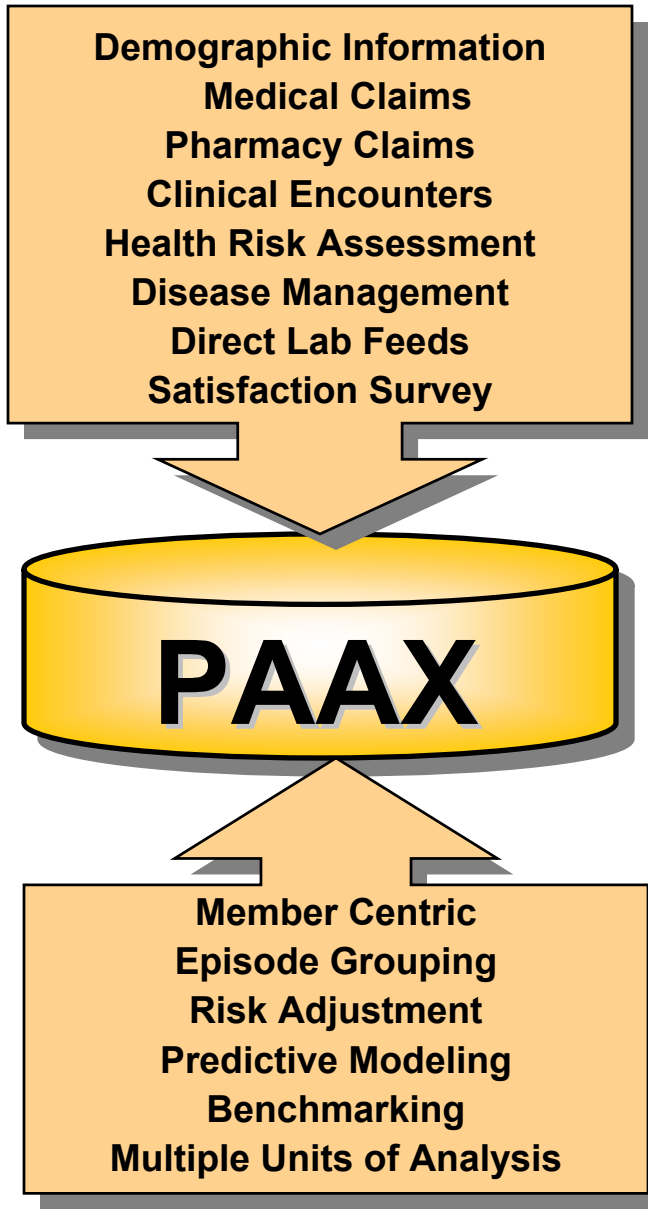 Demographic Information
Medical Claims
Pharmacy Claims
Clinical Encounters
Health Risk Assessment
Disease Management
Direct Lab Feeds
Satisfaction Survey
PAAX
Member Centric
Episode Grouping
Risk Adjustment
Predictive Modeling
Benchmarking
Multiple Units of Analysis